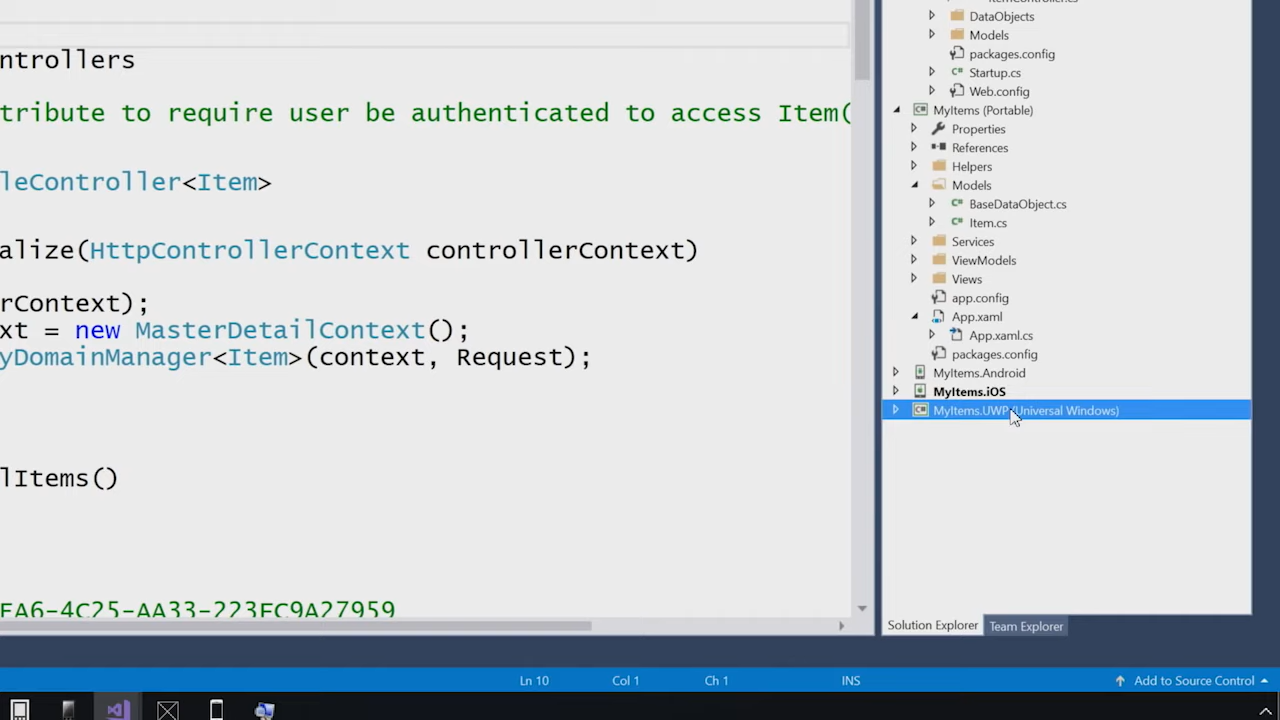 ntrollers
tribute to require user be authenticated to access Item(
leController<Item>
alize(HttpControllerContext controllerContext)
rContext);
xt = new MasterDetailContext();
yDomainManager<Item>(context, Request);
lItems()
FA6-4C25-AA33-223FC9A27959
ItemController.cs
DataObjects
Models
packages.config
Startup.cs
Web.config
MyItems (Portable)
Properties
References
Helpers
Models
BaseDataObject.cs
Item.cs
Services
ViewModels
Views
app.config
App.xaml
App.xaml.cs
packages.config
MyItems.Android
MyItems.iOS
MyItems.UWP (Universal Windows)
Solution Explorer
Team Explorer
Ln 10
Col 1
Ch 1
INS
Add to Source Control